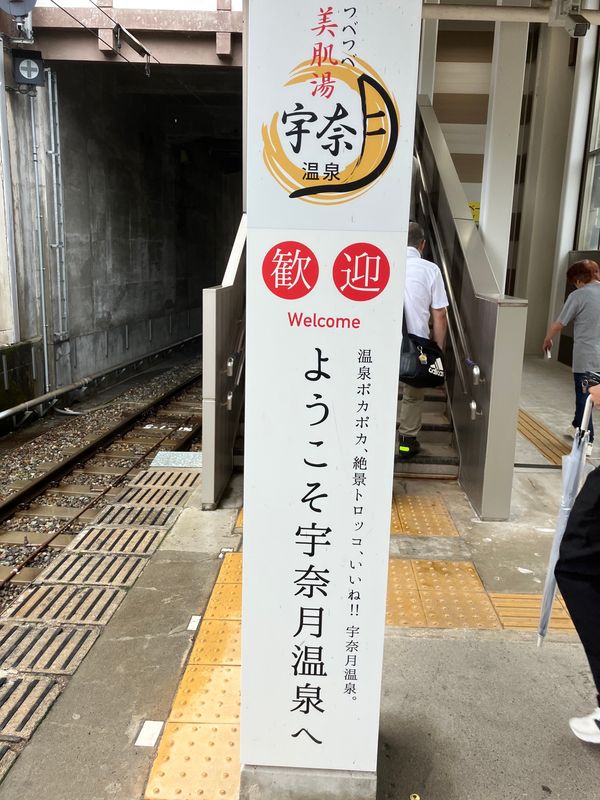 つべつべ
美肌湯
宇奈月
温泉
歓迎
Welcome
温泉ポカポカ、絶景トロッコ、いいね!! 宇奈月温泉。
ようこそ宇奈月温泉へ
adidas